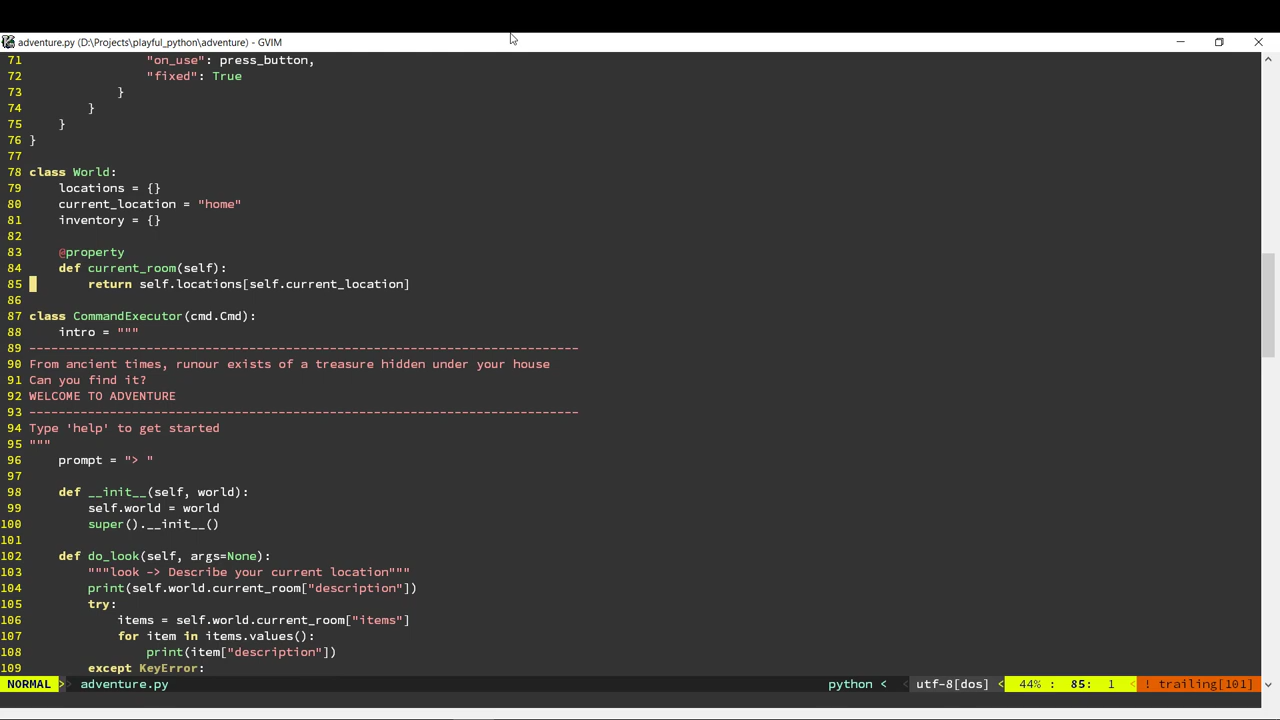 adventure.py (D:\Projects\playful_python\adventure) - GVIM
71                 "on_use": press_button,
72                 "fixed": True
73             }
74         }
75     }
76 }
77
78 class World:
79     locations = {}
80     current_location = "home"
81     inventory = {}
82
83     @property
84     def current_room(self):
85         return self.locations[self.current_location]
86
87 class CommandExecutor(cmd.Cmd):
88     intro = """
89 ---------------------------------------------------------------------------
90 From ancient times, runour exists of a treasure hidden under your house
91 Can you find it?
92 WELCOME TO ADVENTURE
93 ---------------------------------------------------------------------------
94 Type 'help' to get started
95 """
96     prompt = "> "
97
98     def __init__(self, world):
99         self.world = world
100         super().__init__()
101
102     def do_look(self, args=None):
103         """look -> Describe your current location"""
104         print(self.world.current_room["description"])
105         try:
106             items = self.world.current_room["items"]
107             for item in items.values():
108                 print(item["description"])
109         except KeyError:
NORMAL > adventure.py python < < utf-8[dos] < 44% : 85: 1 < ! trailing[101]